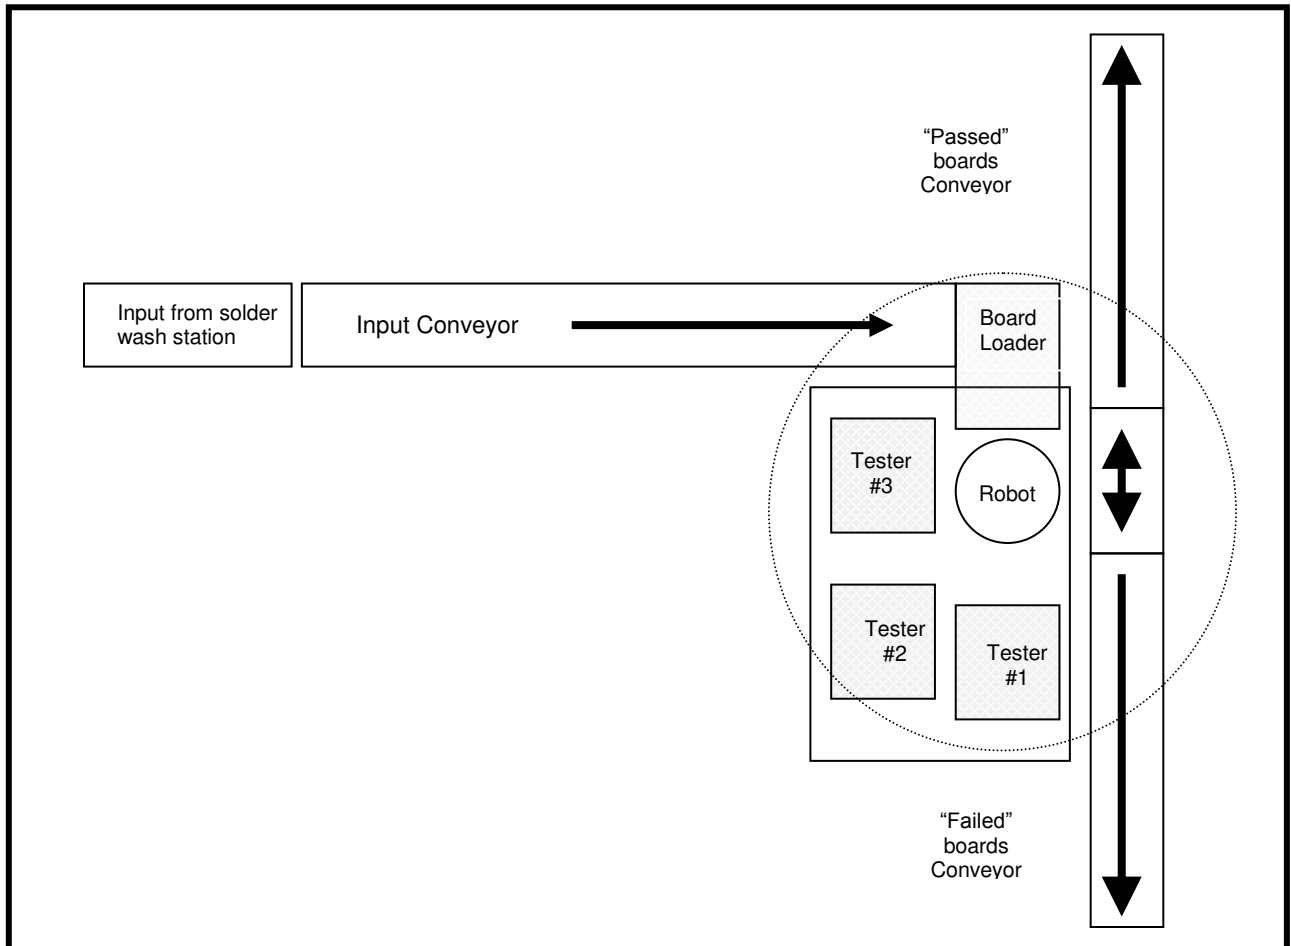 “Passed”
boards
Conveyor
Input from solder
wash station
Input Conveyor
Board
Loader
Tester
#3
Robot
Tester
#2
Tester
#1
“Failed”
boards
Conveyor